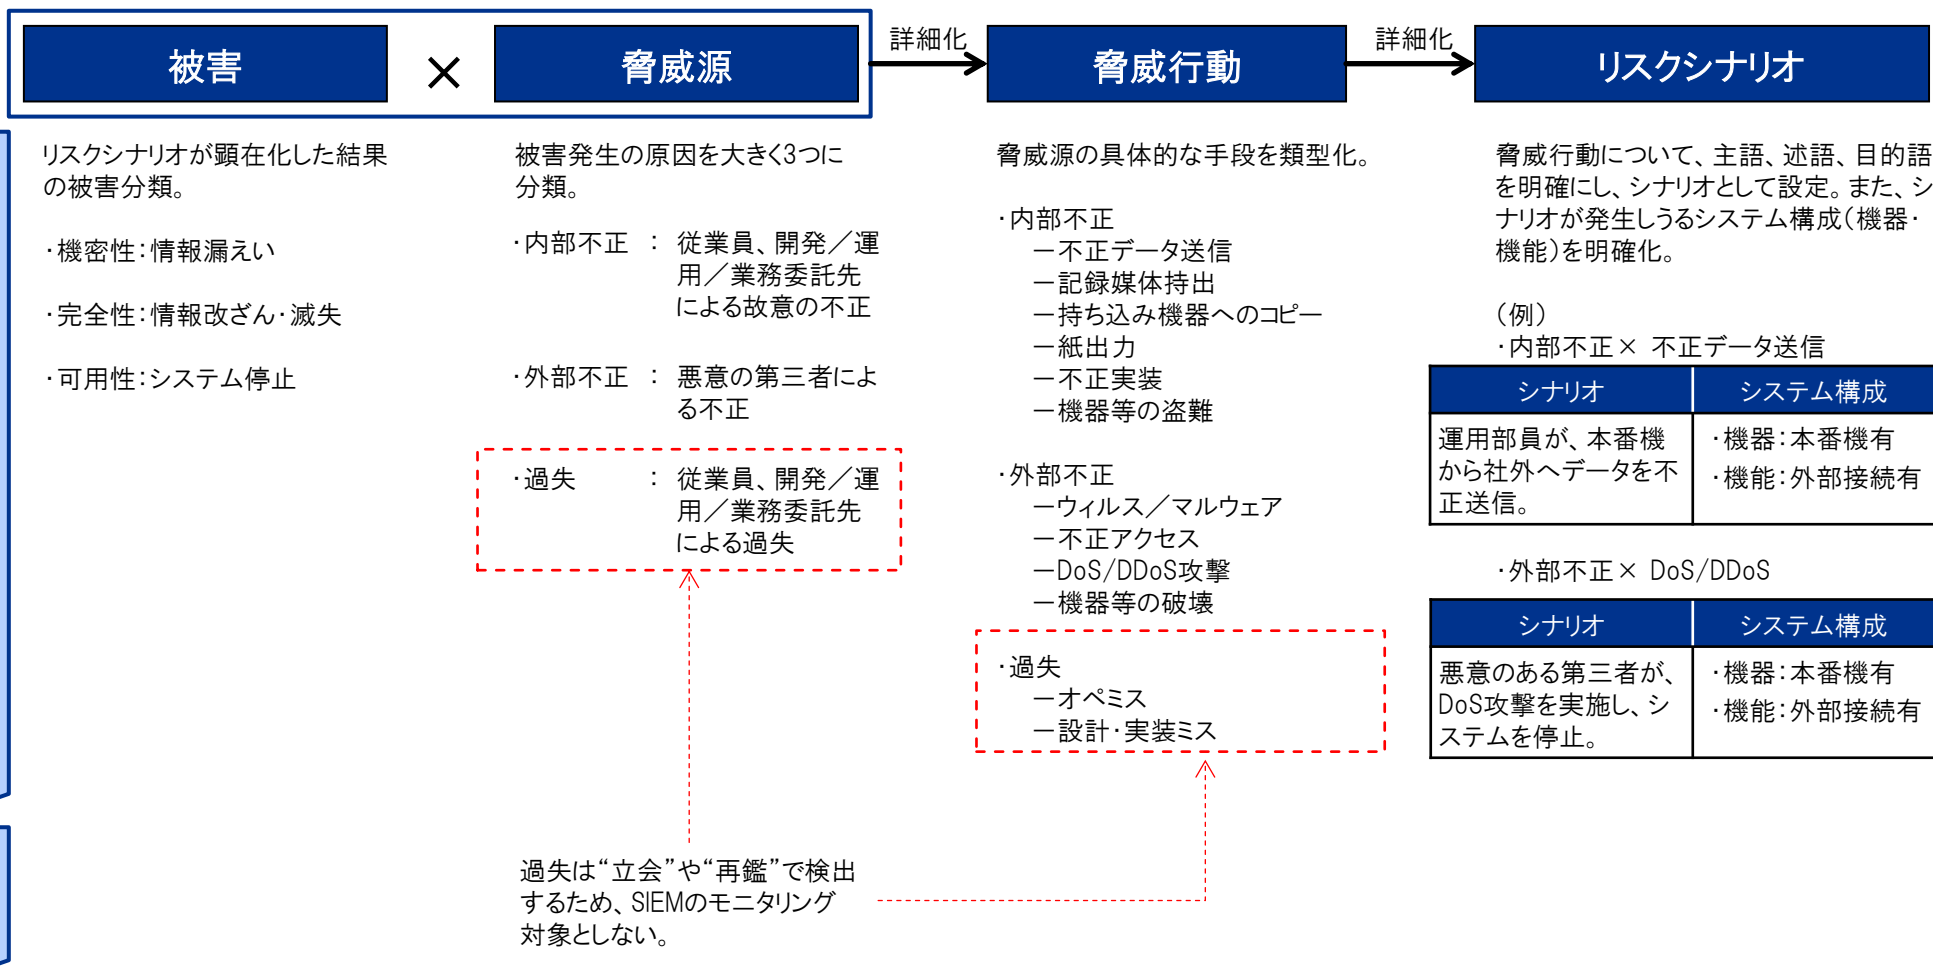 被害
×
脅威源
詳細化
脅威行動
詳細化
リスクシナリオ
リスクシナリオが顕在化した結果
の被害分類。
・機密性：情報漏えい
・完全性：情報改ざん・滅失
・可用性：システム停止
被害発生の原因を大きく3つに
分類。
・内部不正 ： 従業員、開発／運
用／業務委託先
による故意の不正
・外部不正 ： 悪意の第三者によ
る不正
・過失 ： 従業員、開発／運
用／業務委託先
による過失
脅威源の具体的な手段を類型化。
・内部不正
－不正データ送信
－記録媒体持出
－持ち込み機器へのコピー
－紙出力
－不正実装
－機器等の盗難
・外部不正
－ウィルス／マルウェア
－不正アクセス
－DoS/DDoS攻撃
－機器等の破壊
・過失
－オペミス
－設計・実装ミス
脅威行動について、主語、述語、目的語
を明確にし、シナリオとして設定。また、シ
ナリオが発生しうるシステム構成（機器・
機能）を明確化。
（例）
・内部不正× 不正データ送信
シナリオ システム構成
運用部員が、本番機
から社外へデータを不
正送信。
・機器：本番機有
・機能：外部接続有
・外部不正× DoS/DDoS
シナリオ システム構成
悪意のある第三者が、
DoS攻撃を実施し、シ
ステムを停止。
・機器：本番機有
・機能：外部接続有
過失は“立会”や“再鑑”で検出
するため、SIEMのモニタリング
対象としない。